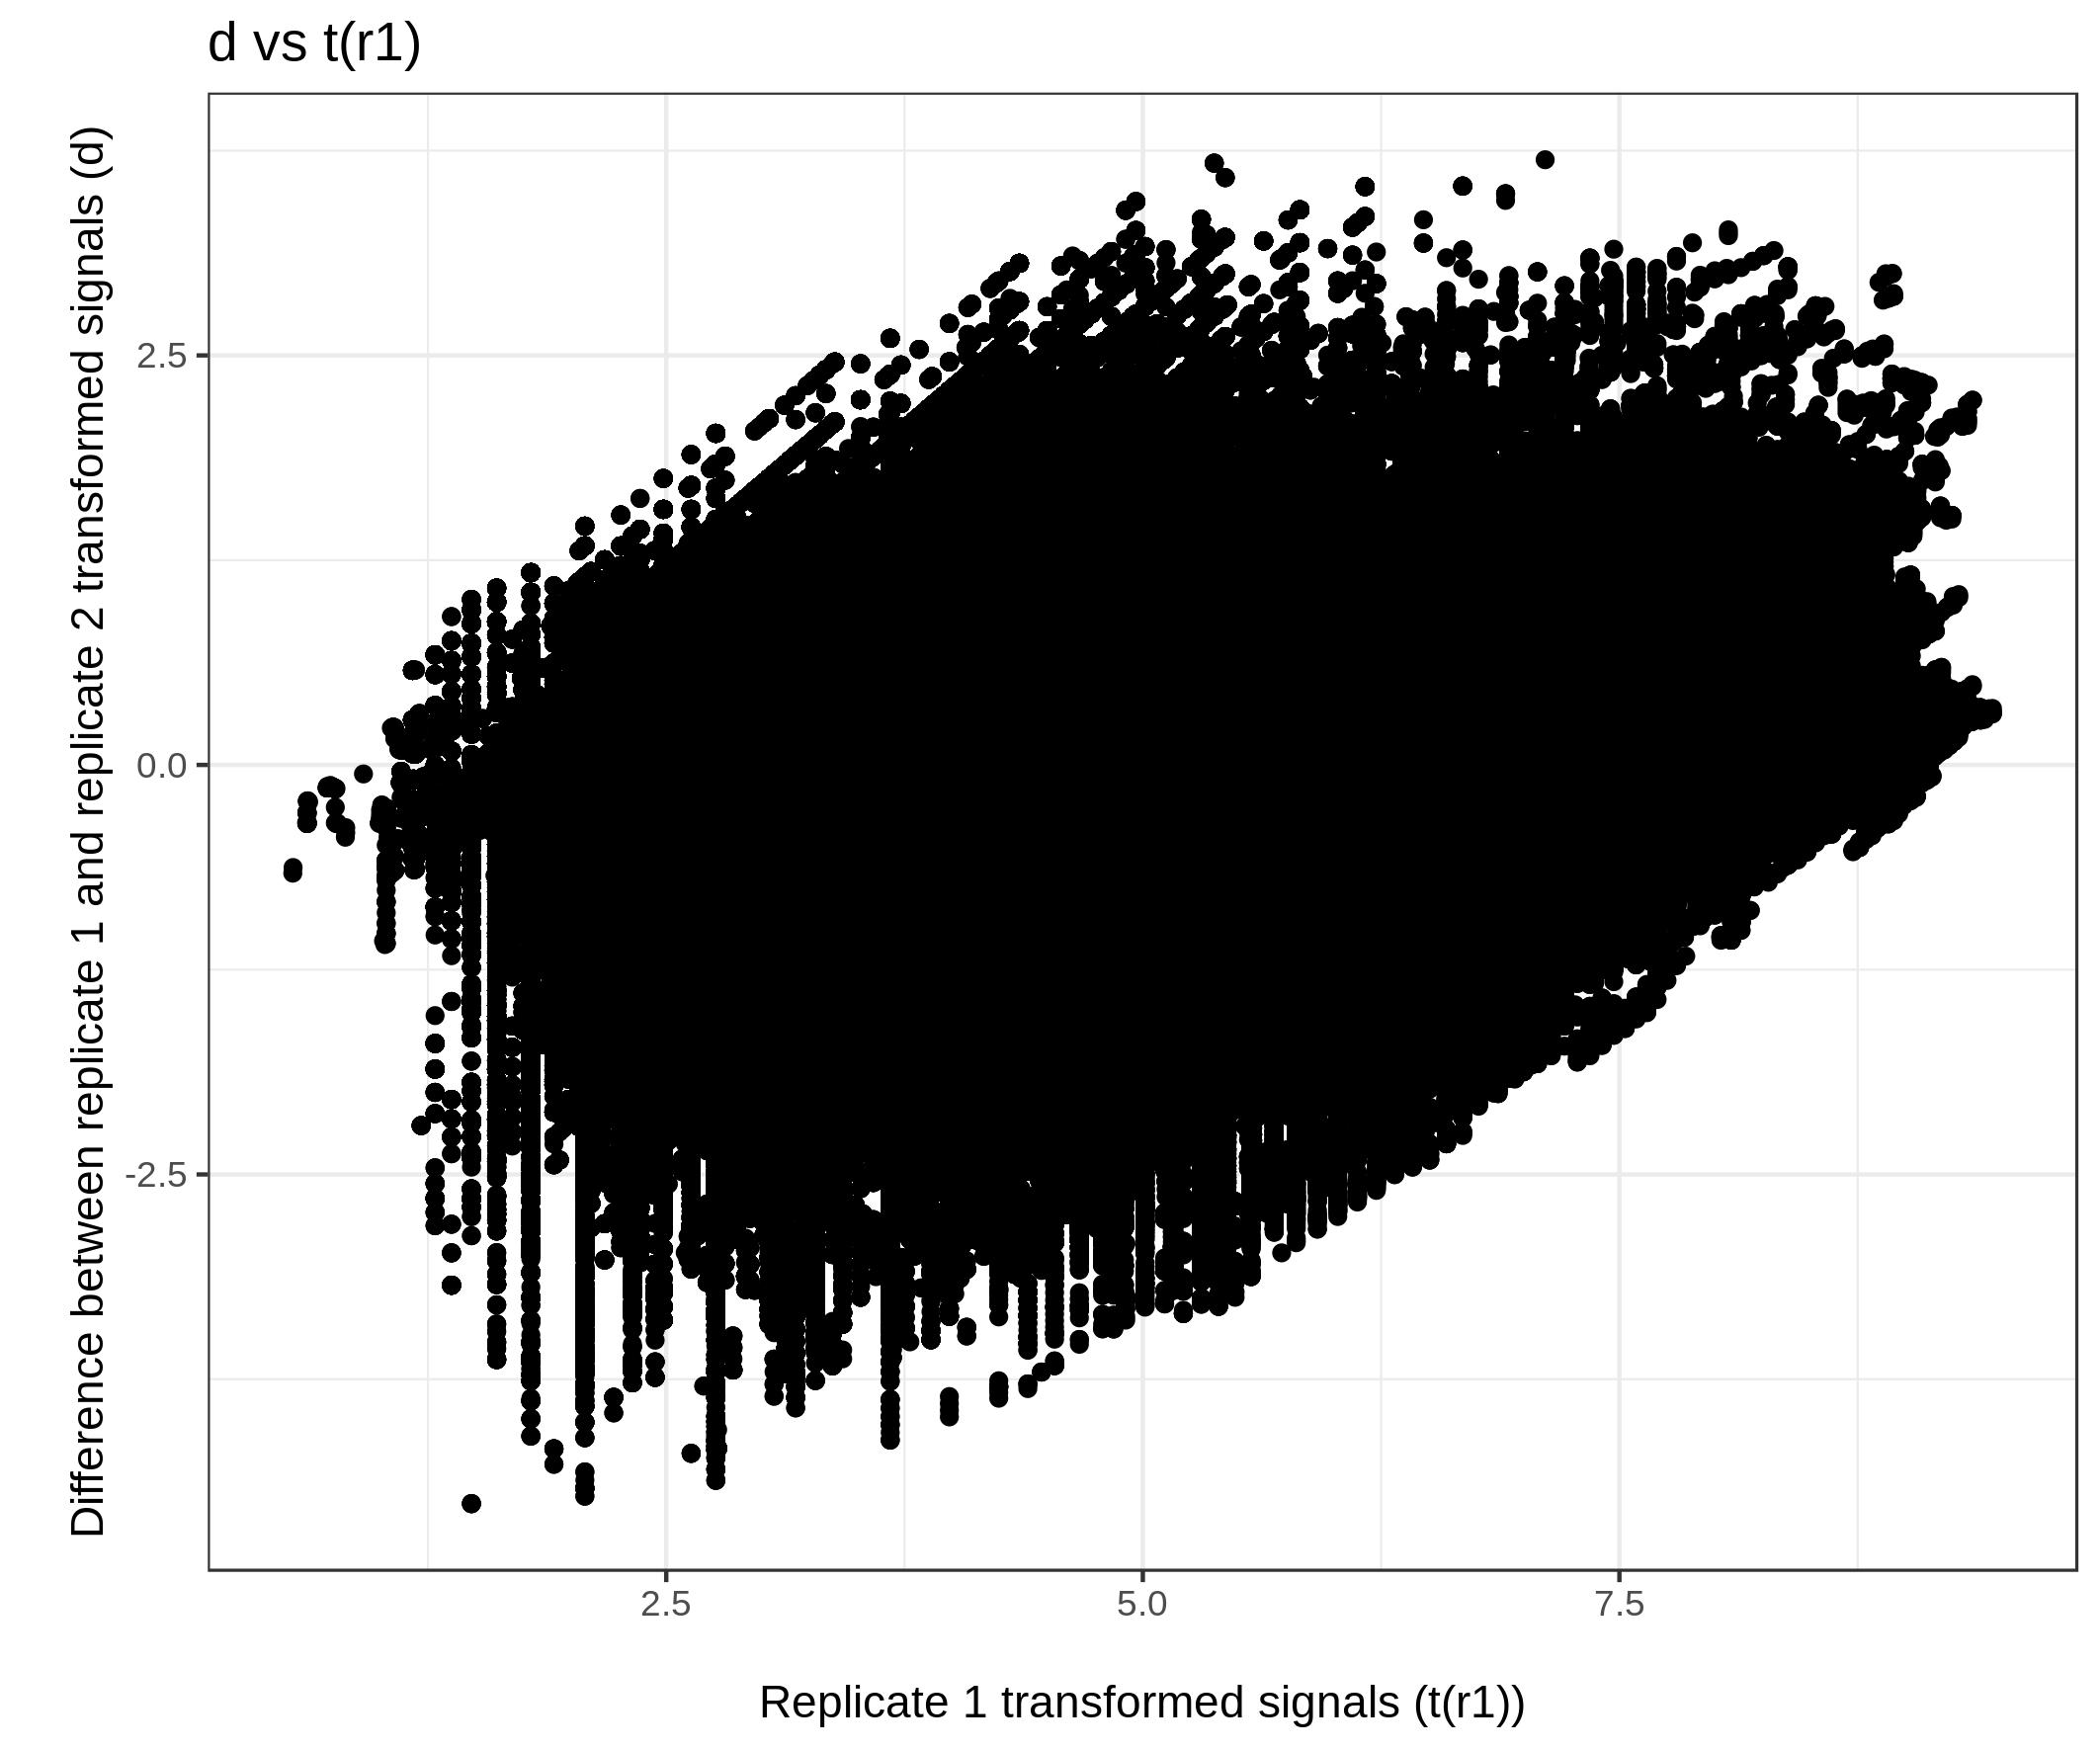 d vs t(r1)
Difference between replicate 1 and replicate 2 transformed signals (d)
2.5
0.0
-2.5
2.5
5.0
7.5
Replicate 1 transformed signals (t(r1))